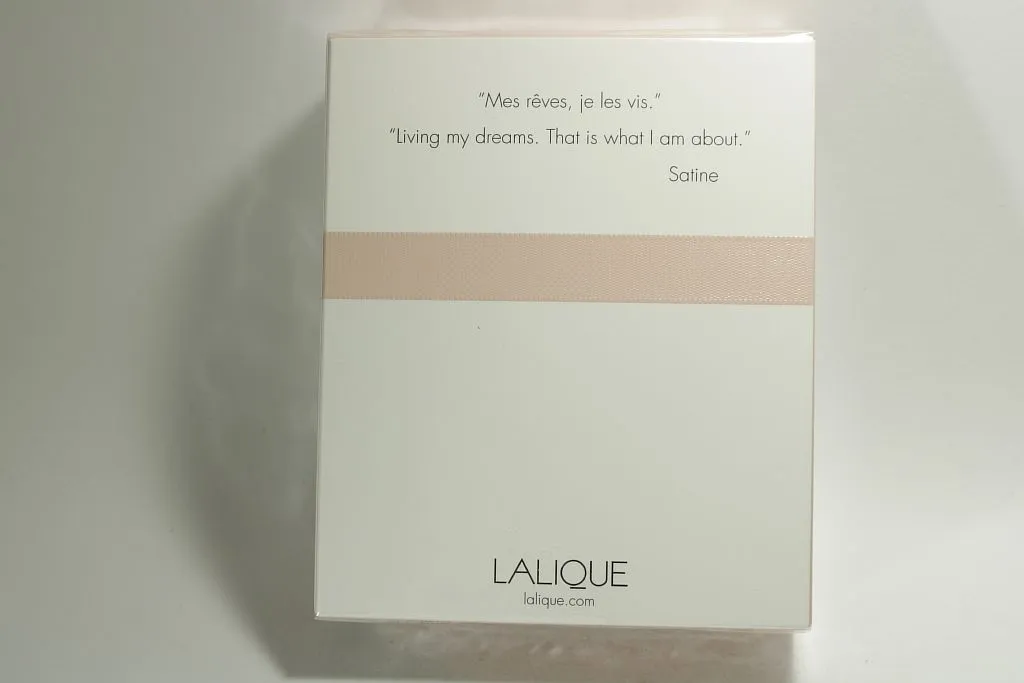 "Mes rêves, je les vis."
"Living my dreams. That is what I am about."
Satine
LALIQUE
lalique.com